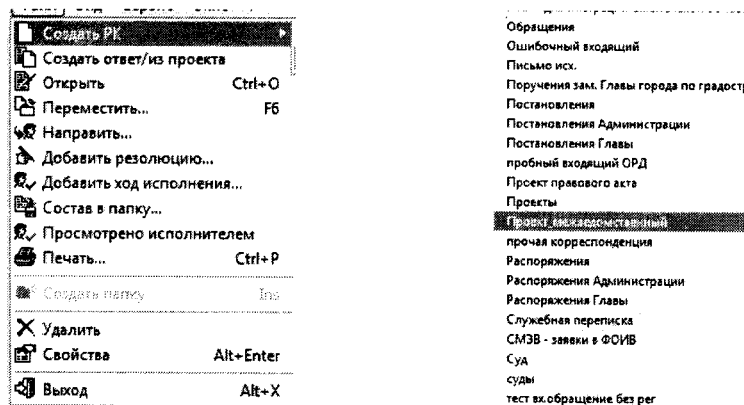 Создать РК
Создать ответ/из проекта
Открыть Ctrl+O
Переместить... F6
Направить...
Добавить резолюцию...
Добавить ход исполнения...
Состав в папку...
Просмотрено исполнителем
Печать... Ctrl+P
Создать папку Ins
Удалить
Свойства Alt+Enter
Выход Alt+X
Обращения
Ошибочный входящий
Письмо исх.
Поручения зам. Главы города по градостр
Постановления
Постановления Администрации
Постановления Главы
пробный входящий ОРД
Проект правового акта
Проекты
Проект_внкаедомственный
прочая корреспонденция
Распоряжения
Распоряжения Администрации
Распоряжения Главы
Служебная переписка
СМЭВ - заявки в ФОИВ
Суд
суды
тест вх.обращение без рег